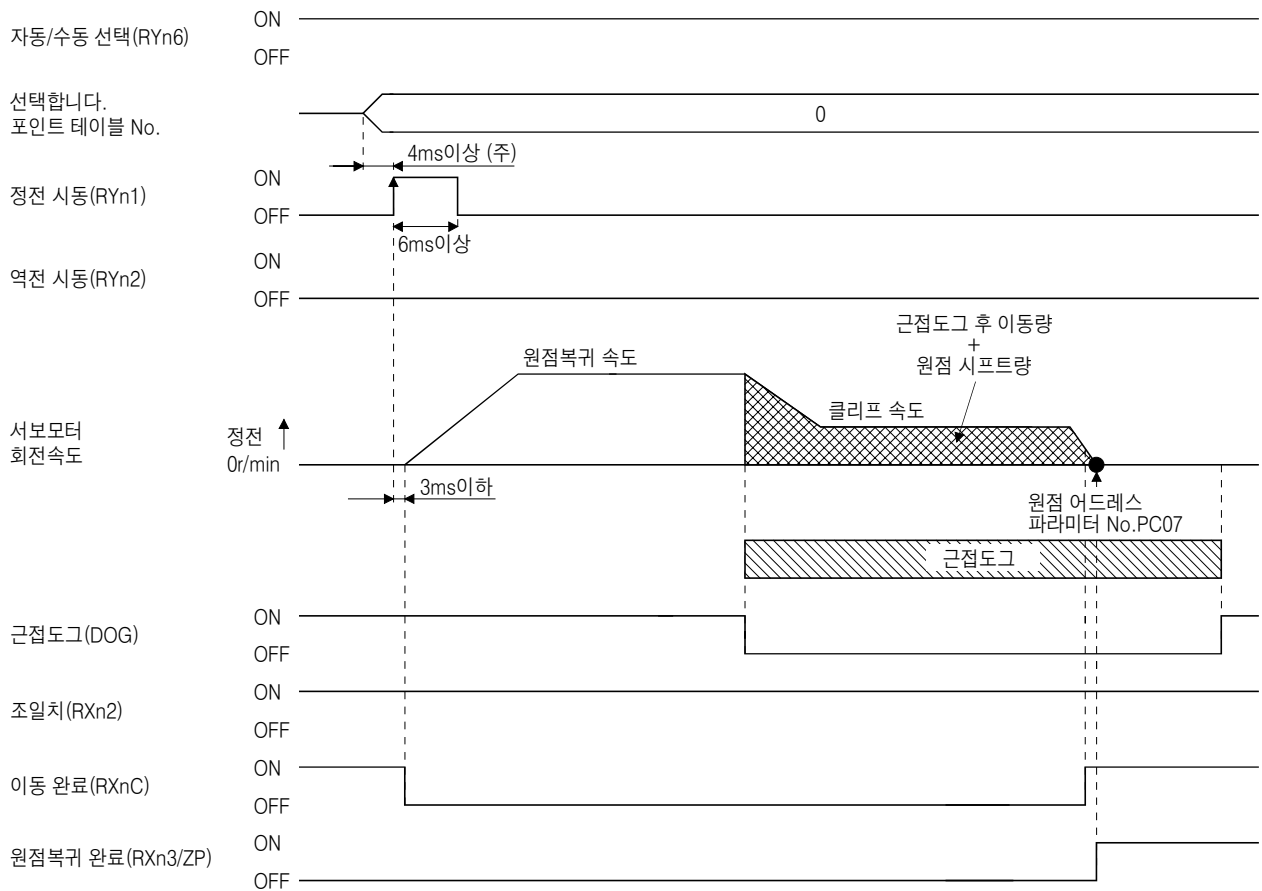 자동/수동 선택(RYn6)
ON
OFF
선택합니다.
포인트 테이블 No.
0
4ms이상 (주)
정전 시동(RYn1)
ON
OFF
6ms이상
역전 시동(RYn2)
ON
OFF
근접도그 후 이동량
+
원점 시프트량
원점복귀 속도
클리프 속도
서보모터
회전속도
정전
0r/min
3ms이하
원점 어드레스
파라미터 No.PC07
근접도그
근접도그(DOG)
ON
OFF
조일치(RXn2)
ON
OFF
이동 완료(RXnC)
ON
OFF
원점복귀 완료(RXn3/ZP)
ON
OFF